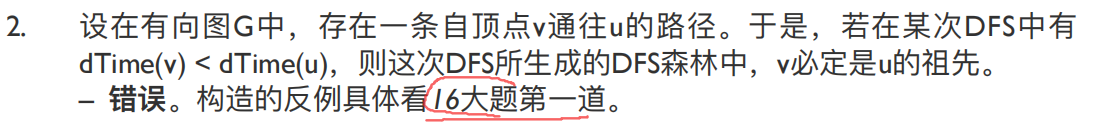 2. 设在有向图G中，存在一条自顶点v通往u的路径。于是，若在某次DFS中有
dTime(v) < dTime(u)，则这次DFS所生成的DFS森林中，v必定是u的祖先。
– 错误。构造的反例具体看16大题第一道。